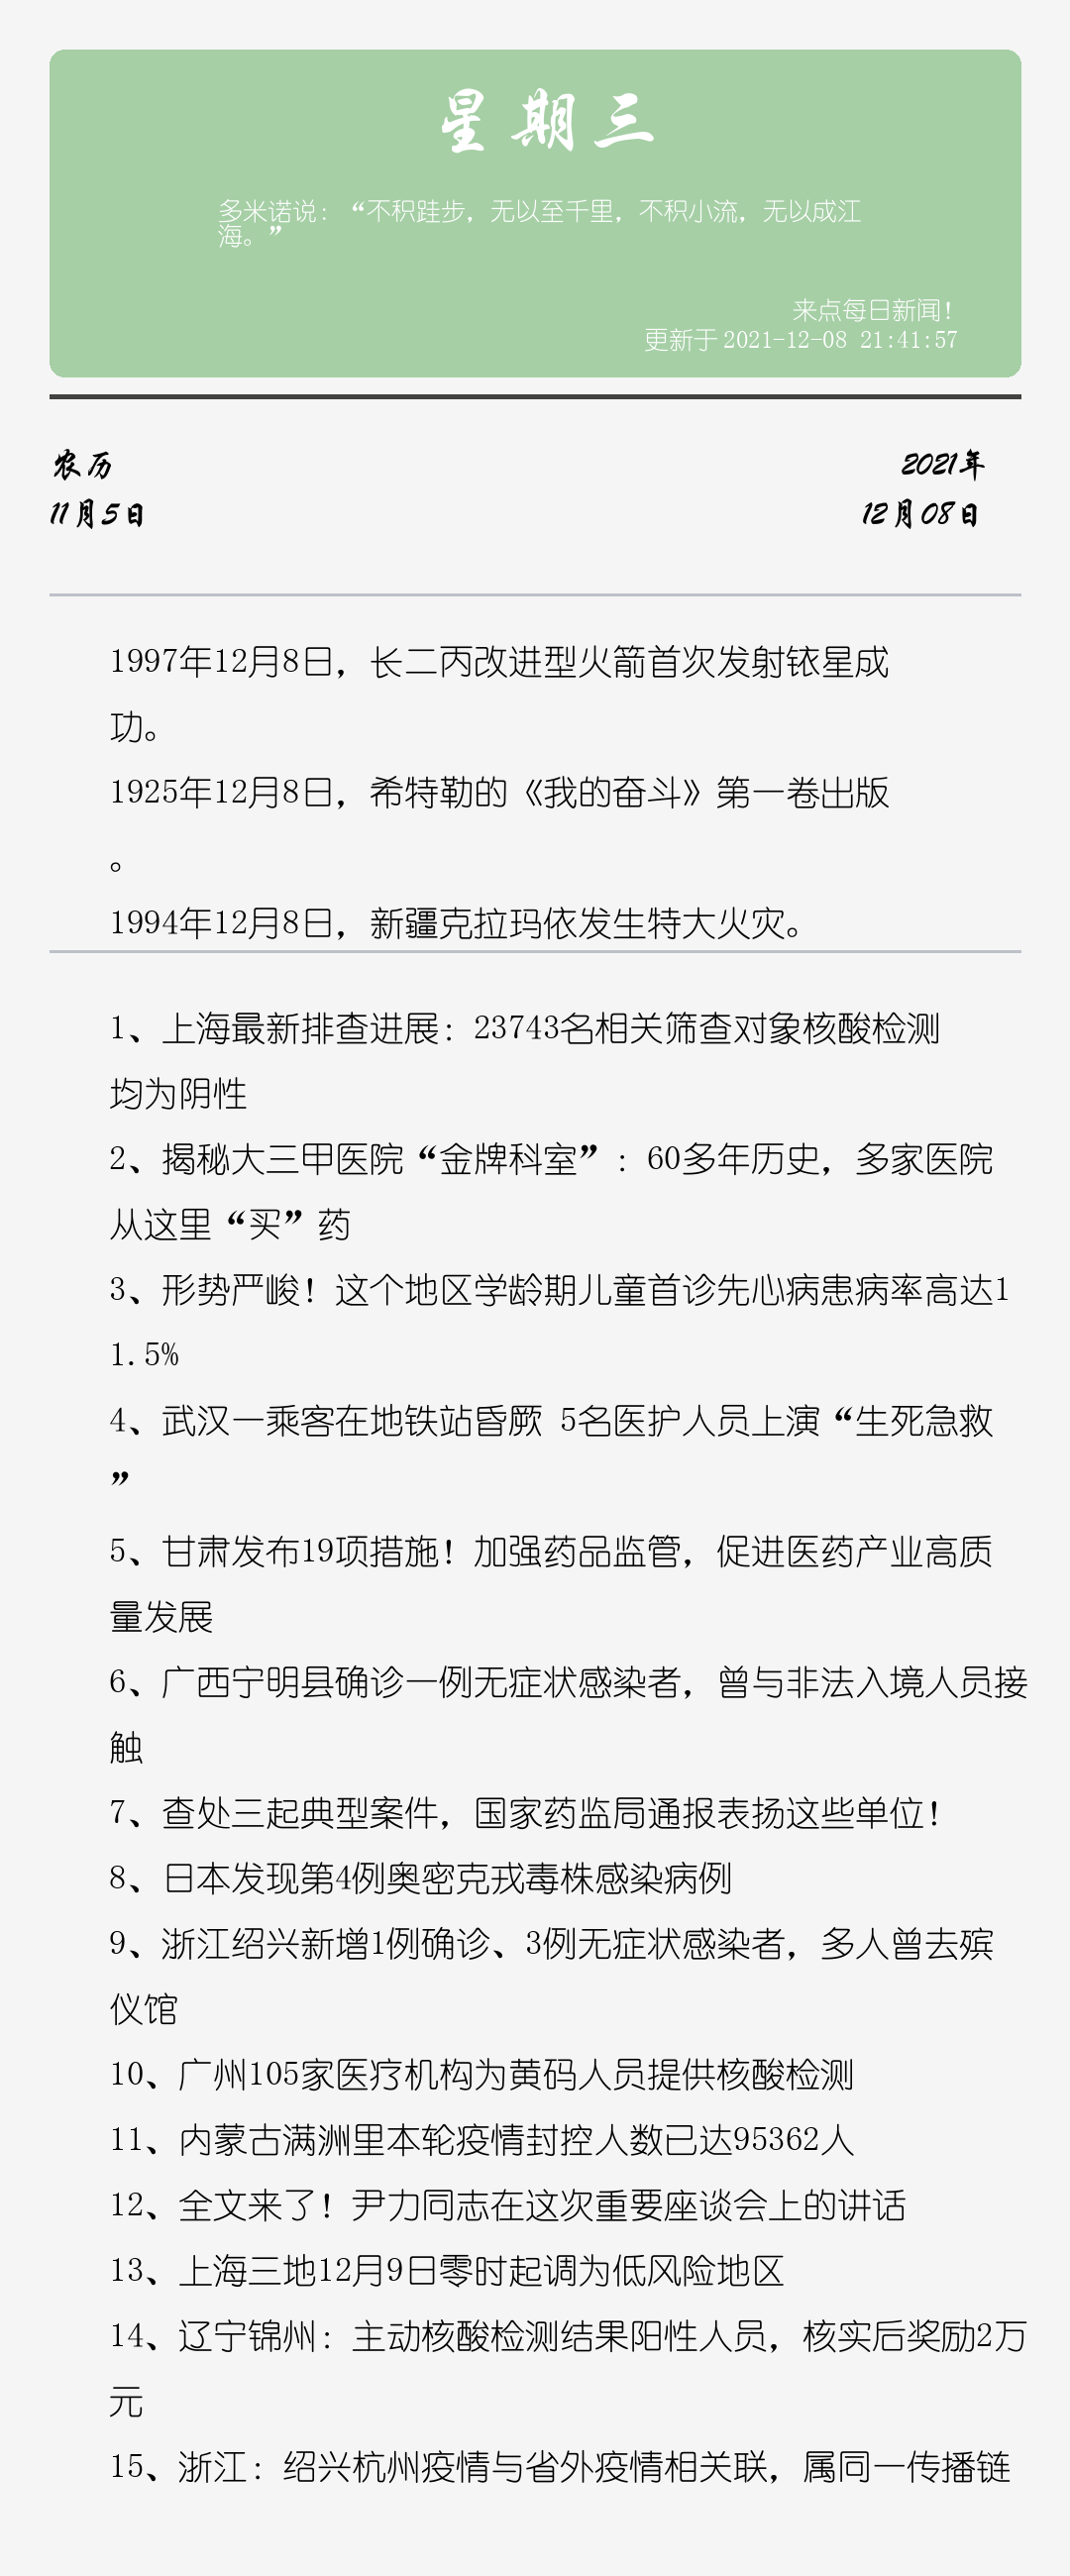 星期三
多米诺说：“不积跬步，无以至千里，不积小流，无以成江
海。”
来点每日新闻！
更新于 2021-12-08 21:41:57
农历
2021年
11月5日
12月08日
1997年12月8日，长二丙改进型火箭首次发射铱星成
功。
1925年12月8日，希特勒的《我的奋斗》第一卷出版
。
1994年12月8日，新疆克拉玛依发生特大火灾。
1、上海最新排查进展：23743名相关筛查对象核酸检测
均为阴性
2、揭秘大三甲医院“金牌科室”：60多年历史，多家医院
从这里“买”药
3、形势严峻！这个地区学龄期儿童首诊先心病患病率高达1
1.5%
4、武汉一乘客在地铁站昏厥 5名医护人员上演“生死急救
”
5、甘肃发布19项措施！加强药品监管，促进医药产业高质
量发展
6、广西宁明县确诊一例无症状感染者，曾与非法入境人员接
触
7、查处三起典型案件，国家药监局通报表扬这些单位！
8、日本发现第4例奥密克戎毒株感染病例
9、浙江绍兴新增1例确诊、3例无症状感染者，多人曾去殡
仪馆
10、广州105家医疗机构为黄码人员提供核酸检测
11、内蒙古满洲里本轮疫情封控人数已达95362人
12、全文来了！尹力同志在这次重要座谈会上的讲话
13、上海三地12月9日零时起调为低风险地区
14、辽宁锦州：主动核酸检测结果阳性人员，核实后奖励2万
元
15、浙江：绍兴杭州疫情与省外疫情相关联，属同一传播链